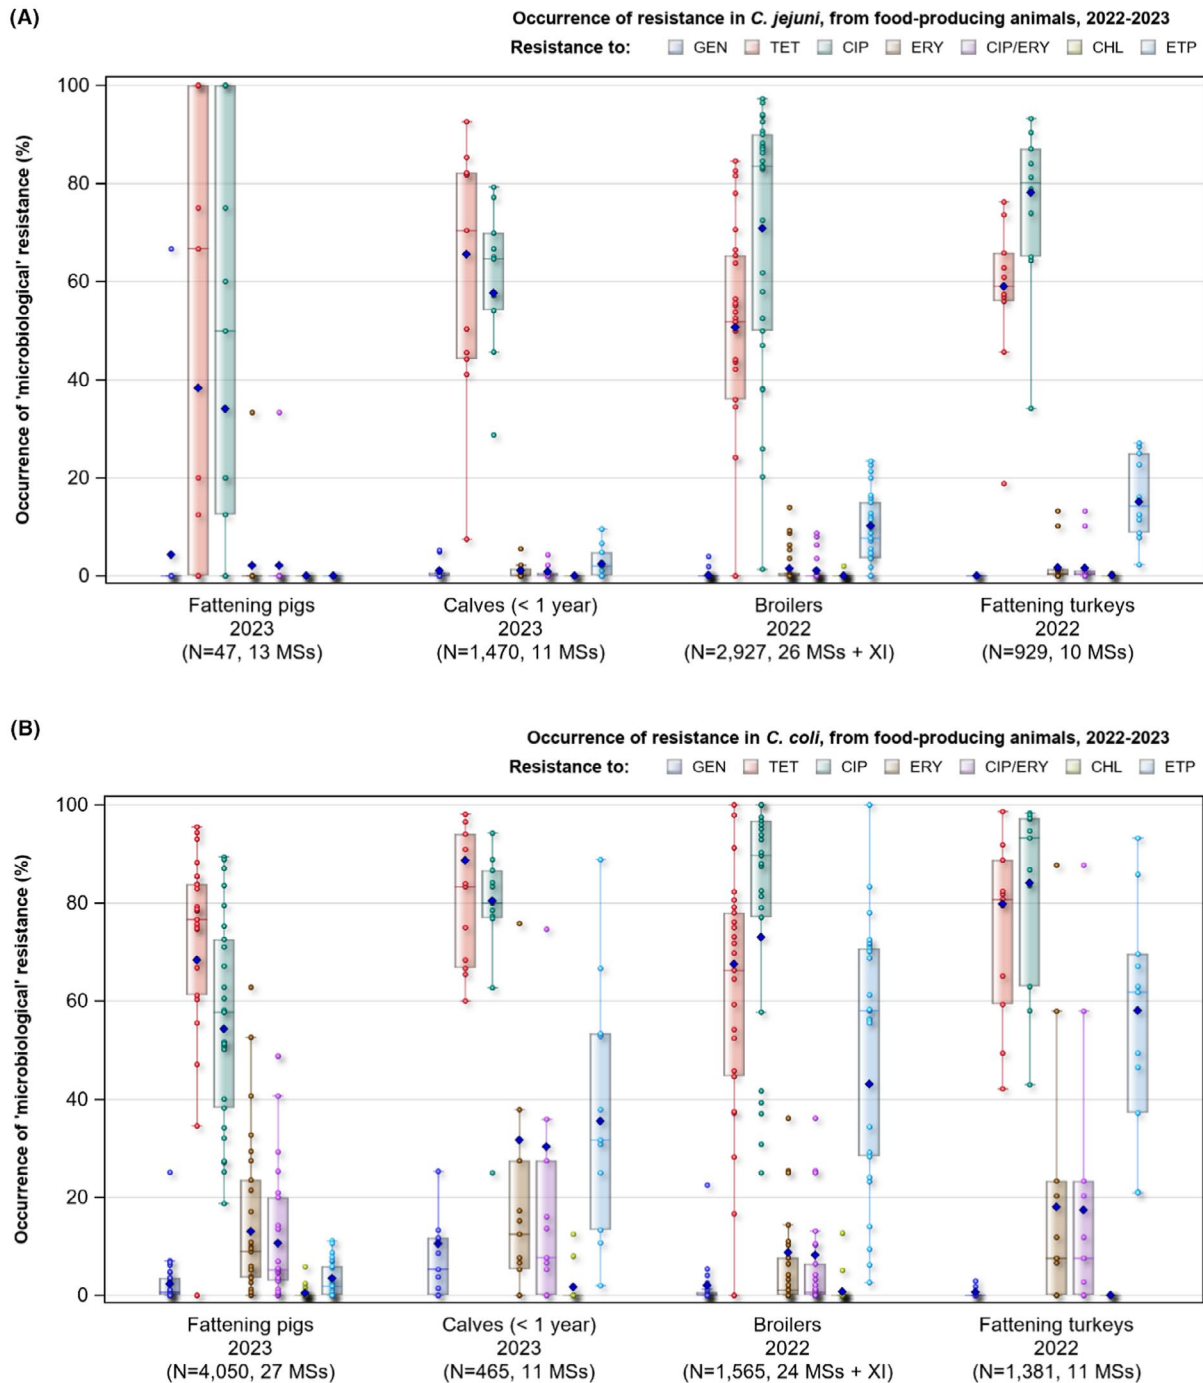 (A)
Occurrence of resistance in C. jejuni, from food-producing animals, 2022-2023
Resistance to: GEN TET CIP ERY CIP/ERY CHL ETP
Occurrence of 'microbiological' resistance (%)
100
80
60
40
20
0
Fattening pigs
2023
(N=47, 13 MSs)
Calves (< 1 year)
2023
(N=1,470, 11 MSs)
Broilers
2022
(N=2,927, 26 MSs + XI)
Fattening turkeys
2022
(N=929, 10 MSs)
(B)
Occurrence of resistance in C. coli, from food-producing animals, 2022-2023
Resistance to: GEN TET CIP ERY CIP/ERY CHL ETP
Occurrence of 'microbiological' resistance (%)
100
80
60
40
20
0
Fattening pigs
2023
(N=4,050, 27 MSs)
Calves (< 1 year)
2023
(N=465, 11 MSs)
Broilers
2022
(N=1,565, 24 MSs + XI)
Fattening turkeys
2022
(N=1,381, 11 MSs)